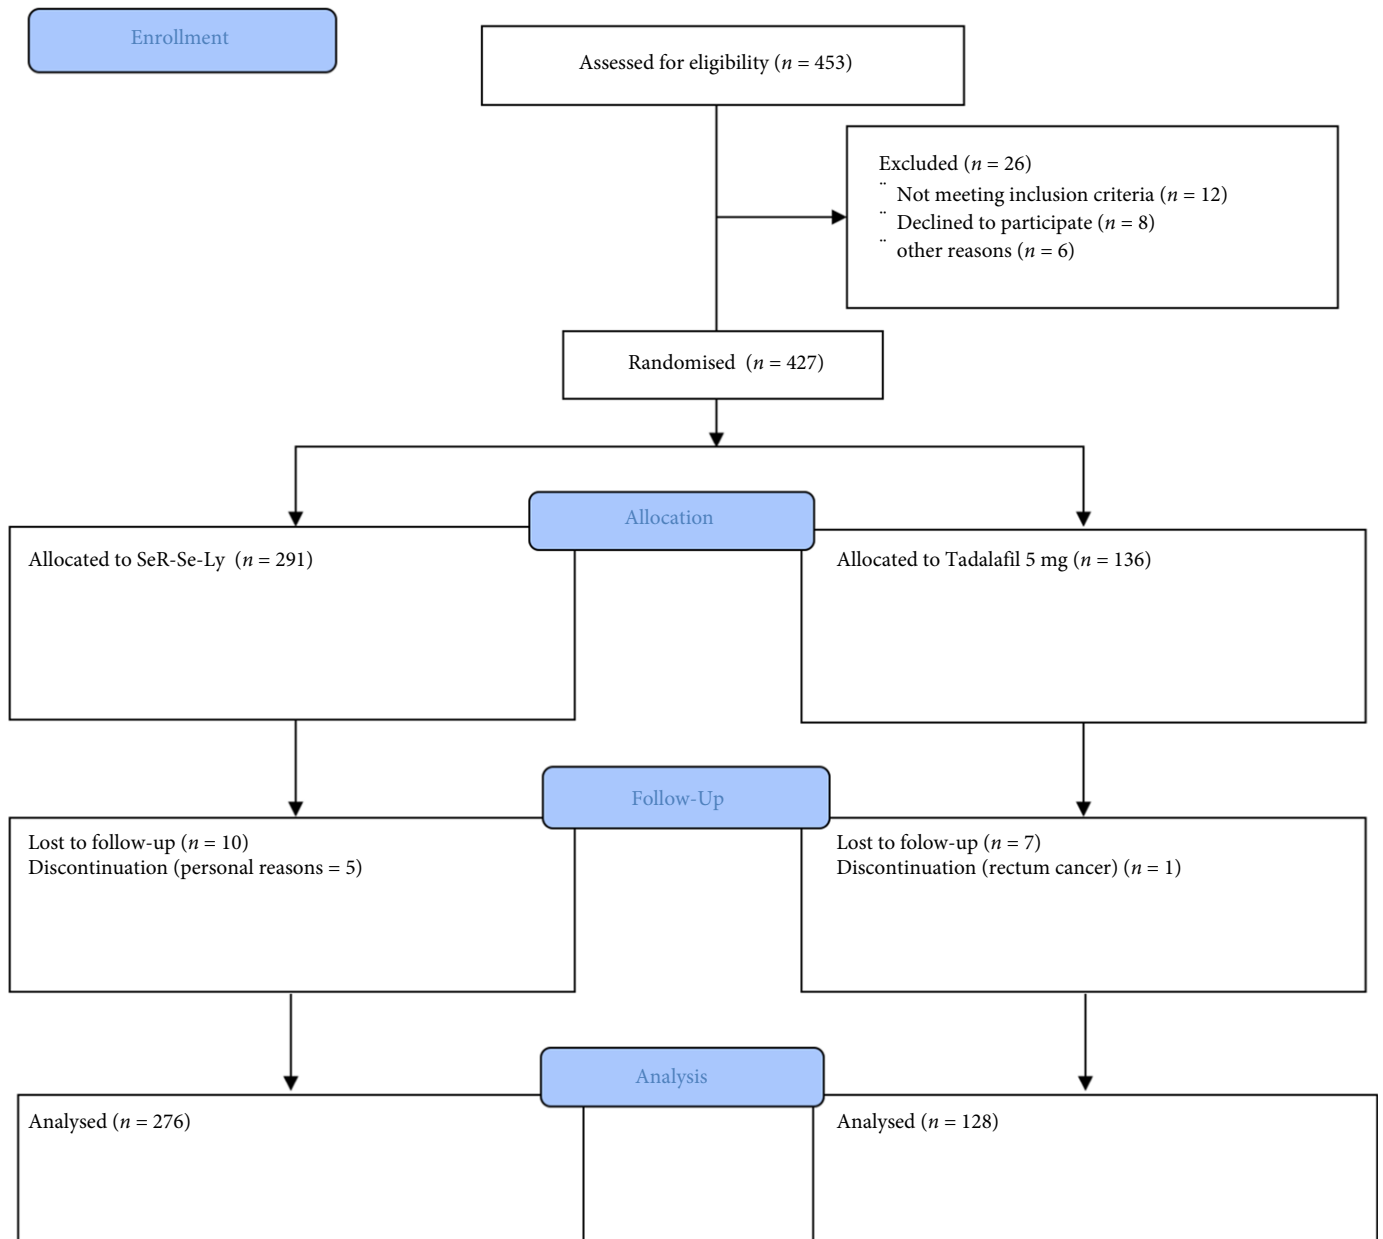 Enrollment
Assessed for eligibility (n = 453)
Excluded (n = 26)
¨ Not meeting inclusion criteria (n = 12)
¨ Declined to participate (n = 8)
¨ other reasons (n = 6)
Randomised (n = 427)
Allocation
Allocated to SeR-Se-Ly (n = 291)
Allocated to Tadalafil 5 mg (n = 136)
Follow-Up
Lost to follow-up (n = 10)
Discontinuation (personal reasons = 5)
Lost to folow-up (n = 7)
Discontinuation (rectum cancer) (n = 1)
Analysis
Analysed (n = 276)
Analysed (n = 128)